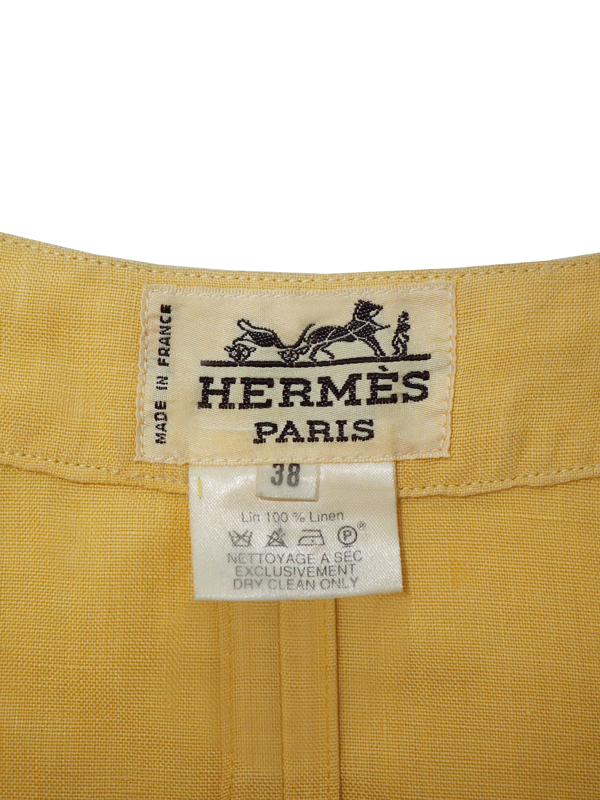 MADE IN FRANCE
HERMÈS
PARIS
38
Lin 100 % Linen
P
NETTOYAGE A SEC
EXCLUSIVEMENT
DRY CLEAN ONLY